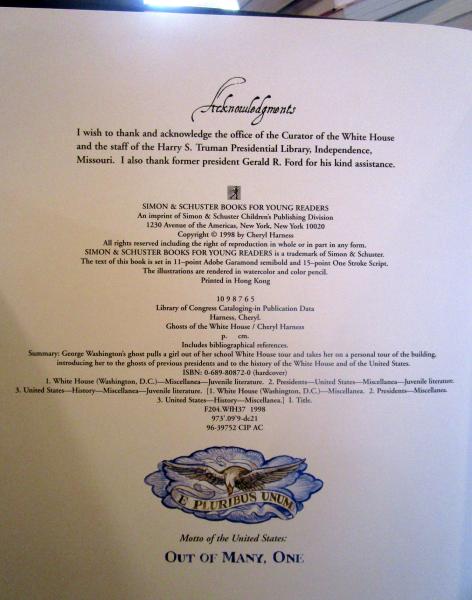 Acknowledgments
I wish to thank and acknowledge the office of the Curator of the White House
and the staff of the Harry S. Truman Presidential Library, Independence,
Missouri. I also thank former president Gerald R. Ford for his kind assistance.
SIMON & SCHUSTER BOOKS FOR YOUNG READERS
An imprint of Simon & Schuster Children's Publishing Division
1230 Avenue of the Americas, New York, New York 10020
Copyright © 1998 by Cheryl Harness
All rights reserved including the right of reproduction in whole or in part in any form.
SIMON & SCHUSTER BOOKS FOR YOUNG READERS is a trademark of Simon & Schuster.
The text of this book is set in 11-point Adobe Garamond semibold and 15-point One Stroke Script.
The illustrations are rendered in watercolor and color pencil.
Printed in Hong Kong
10 9 8 7 6 5
Library of Congress Cataloging-in Publication Data
Harness, Cheryl.
Ghosts of the White House / Cheryl Harness
p. cm.
Includes bibliographical references.
Summary: George Washington's ghost pulls a girl out of her school White House tour and takes her on a personal tour of the building,
introducing her to the ghosts of previous presidents and to the history of the White House and of the United States.
ISBN: 0-689-80872-0 (hardcover)
1. White House (Washington, D.C.)—Miscellanea—Juvenile literature. 2. Presidents—United States—Miscellanea—Juvenile literature.
3. United States—History—Miscellanea—Juvenile literature. [1. White House (Washington, D.C.)—Miscellanea. 2. Presidents—Miscellanea.
3. United States—History—Miscellanea.] I. Title.
F204.WfH37 1998
973'.09'9-dc21
96-39752 CIP AC
E PLURIBUS UNUM
Motto of the United States:
OUT OF MANY, ONE